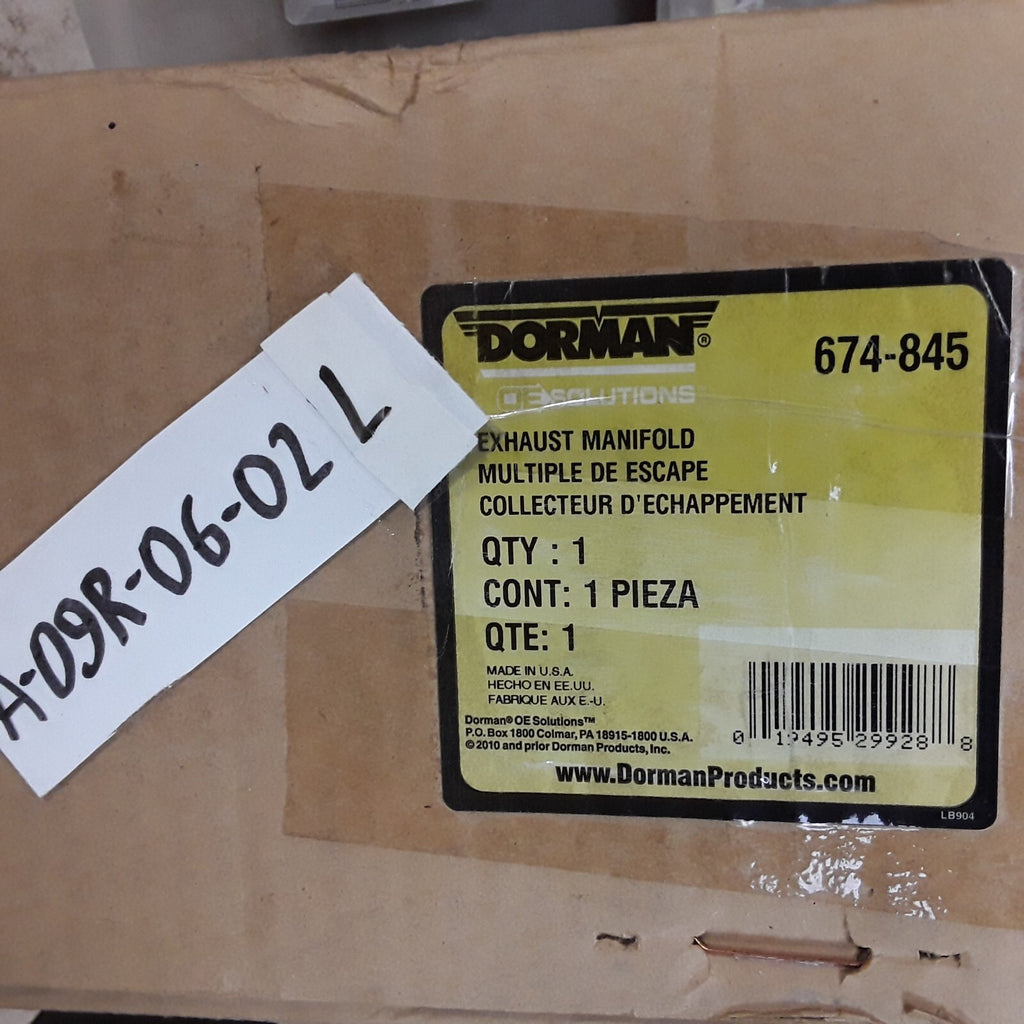 A-09R-06-02 L
DORMAN®
OE SOLUTIONS
674-845
EXHAUST MANIFOLD
MULTIPLE DE ESCAPE
COLLECTEUR D'ECHAPPEMENT
QTY : 1
CONT: 1 PIEZA
QTE: 1
MADE IN U.S.A.
HECHO EN EE.UU.
FABRIQUE AUX E.-U.
Dorman® OE Solutions™
P.O. Box 1800 Colmar, PA 18915-1800 U.S.A.
© 2010 and prior Dorman Products, Inc.
0 19495 29928 8
www.DormanProducts.com
LB904